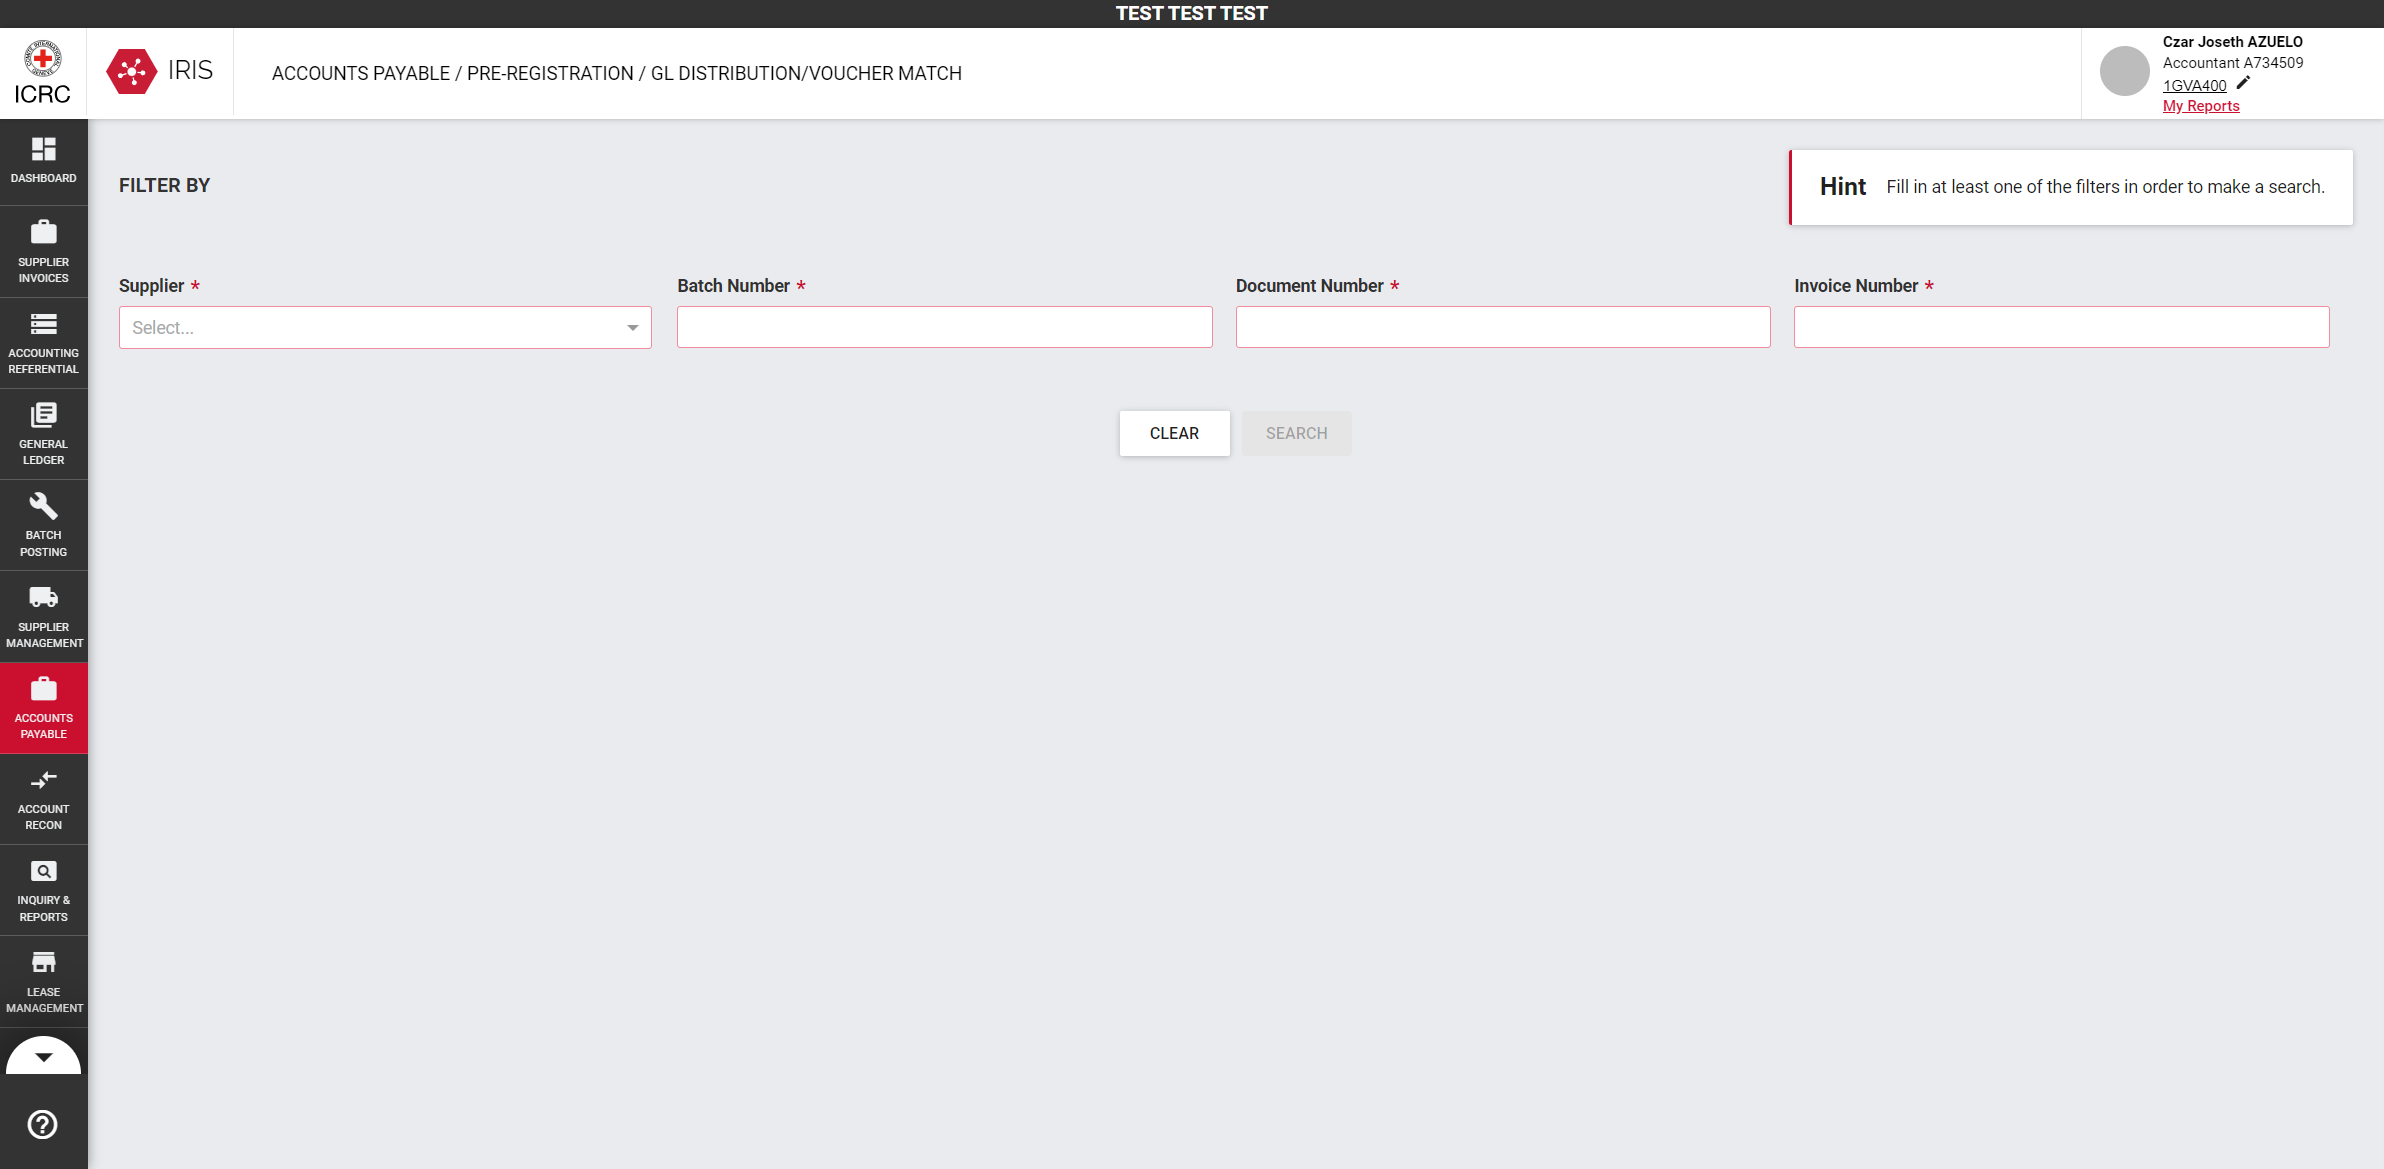 TEST TEST TEST
ICRC
IRIS
ACCOUNTS PAYABLE / PRE-REGISTRATION / GL DISTRIBUTION/VOUCHER MATCH
Czar Joseth AZUELO
Accountant A734509
1GVA400
My Reports
DASHBOARD
SUPPLIER
INVOICES
ACCOUNTING
REFERENTIAL
GENERAL
LEDGER
BATCH
POSTING
SUPPLIER
MANAGEMENT
ACCOUNTS
PAYABLE
ACCOUNT
RECON
INQUIRY &
REPORTS
LEASE
MANAGEMENT
FILTER BY
Hint Fill in at least one of the filters in order to make a search.
Supplier * Batch Number * Document Number * Invoice Number *
Select...
CLEAR SEARCH